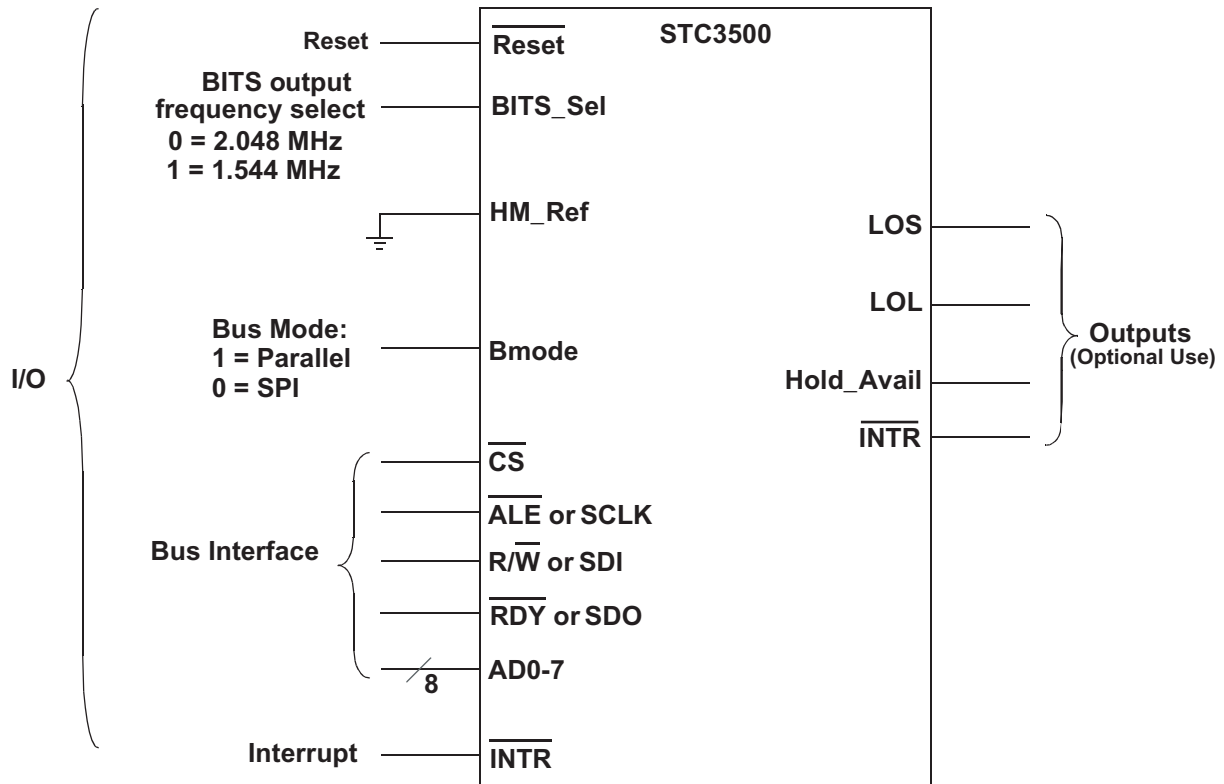 STC3500
Reset
Reset
BITS output
frequency select
0 = 2.048 MHz
1 = 1.544 MHz
BITS_Sel
HM_Ref
LOS
LOL
Bus Mode:
1 = Parallel
0 = SPI
Bmode
Outputs
(Optional Use)
I/O
Hold_Avail
INTR
CS
ALE or SCLK
Bus Interface
R/W or SDI
RDY or SDO
AD0-7
8
Interrupt
INTR